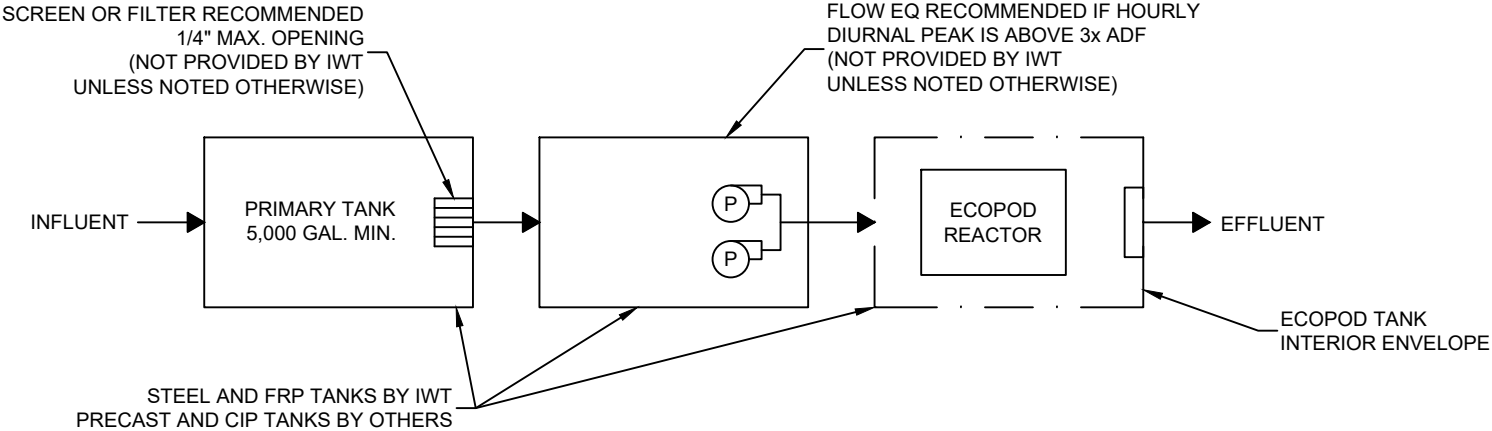 SCREEN OR FILTER RECOMMENDED
1/4" MAX. OPENING
(NOT PROVIDED BY IWT
UNLESS NOTED OTHERWISE)
FLOW EQ RECOMMENDED IF HOURLY
DIURNAL PEAK IS ABOVE 3x ADF
(NOT PROVIDED BY IWT
UNLESS NOTED OTHERWISE)
INFLUENT
PRIMARY TANK
5,000 GAL. MIN.
P
P
ECOPOD
REACTOR
EFFLUENT
ECOPOD TANK
INTERIOR ENVELOPE
STEEL AND FRP TANKS BY IWT
PRECAST AND CIP TANKS BY OTHERS